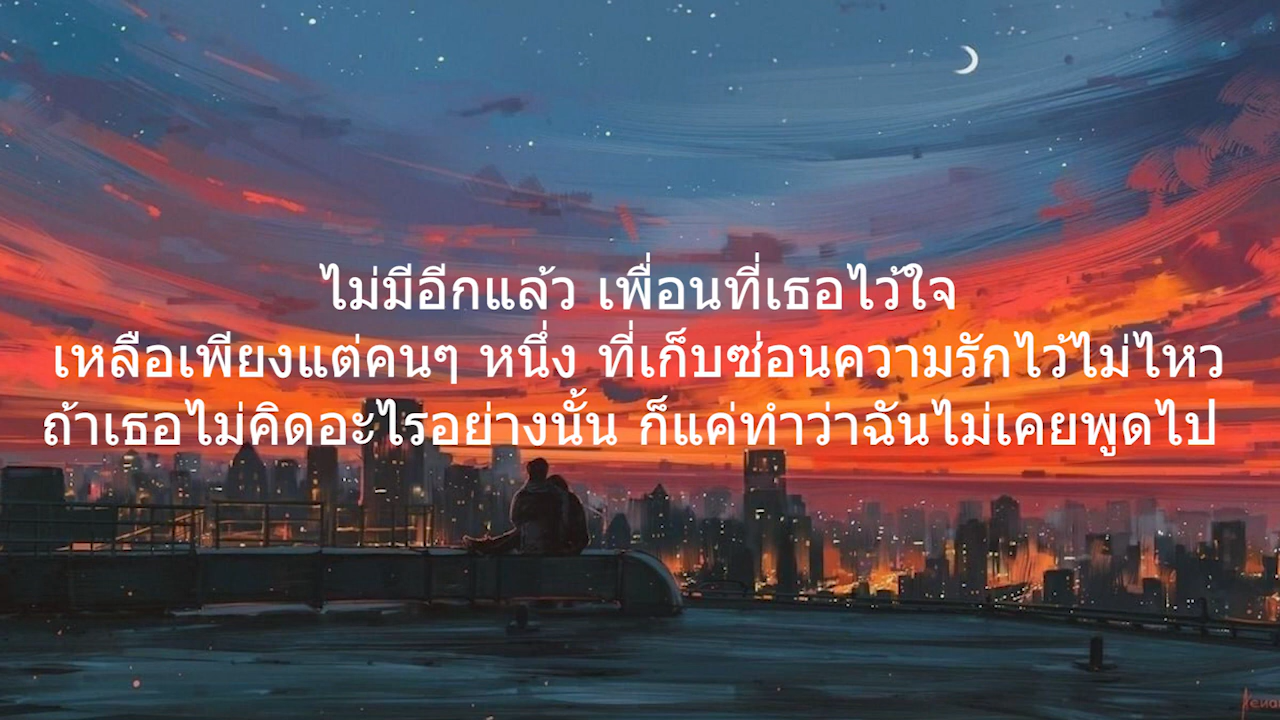 ไม่มีอีกแล้ว เพื่อนที่เธอไว้ใจ
เหลือเพียงแต่คนๆ หนึ่ง ที่เก็บซ่อนความรักไว้ไม่ไหว
ถ้าเธอไม่คิดอะไรอย่างนั้น ก็แค่ทำว่าฉันไม่เคยพูดไป